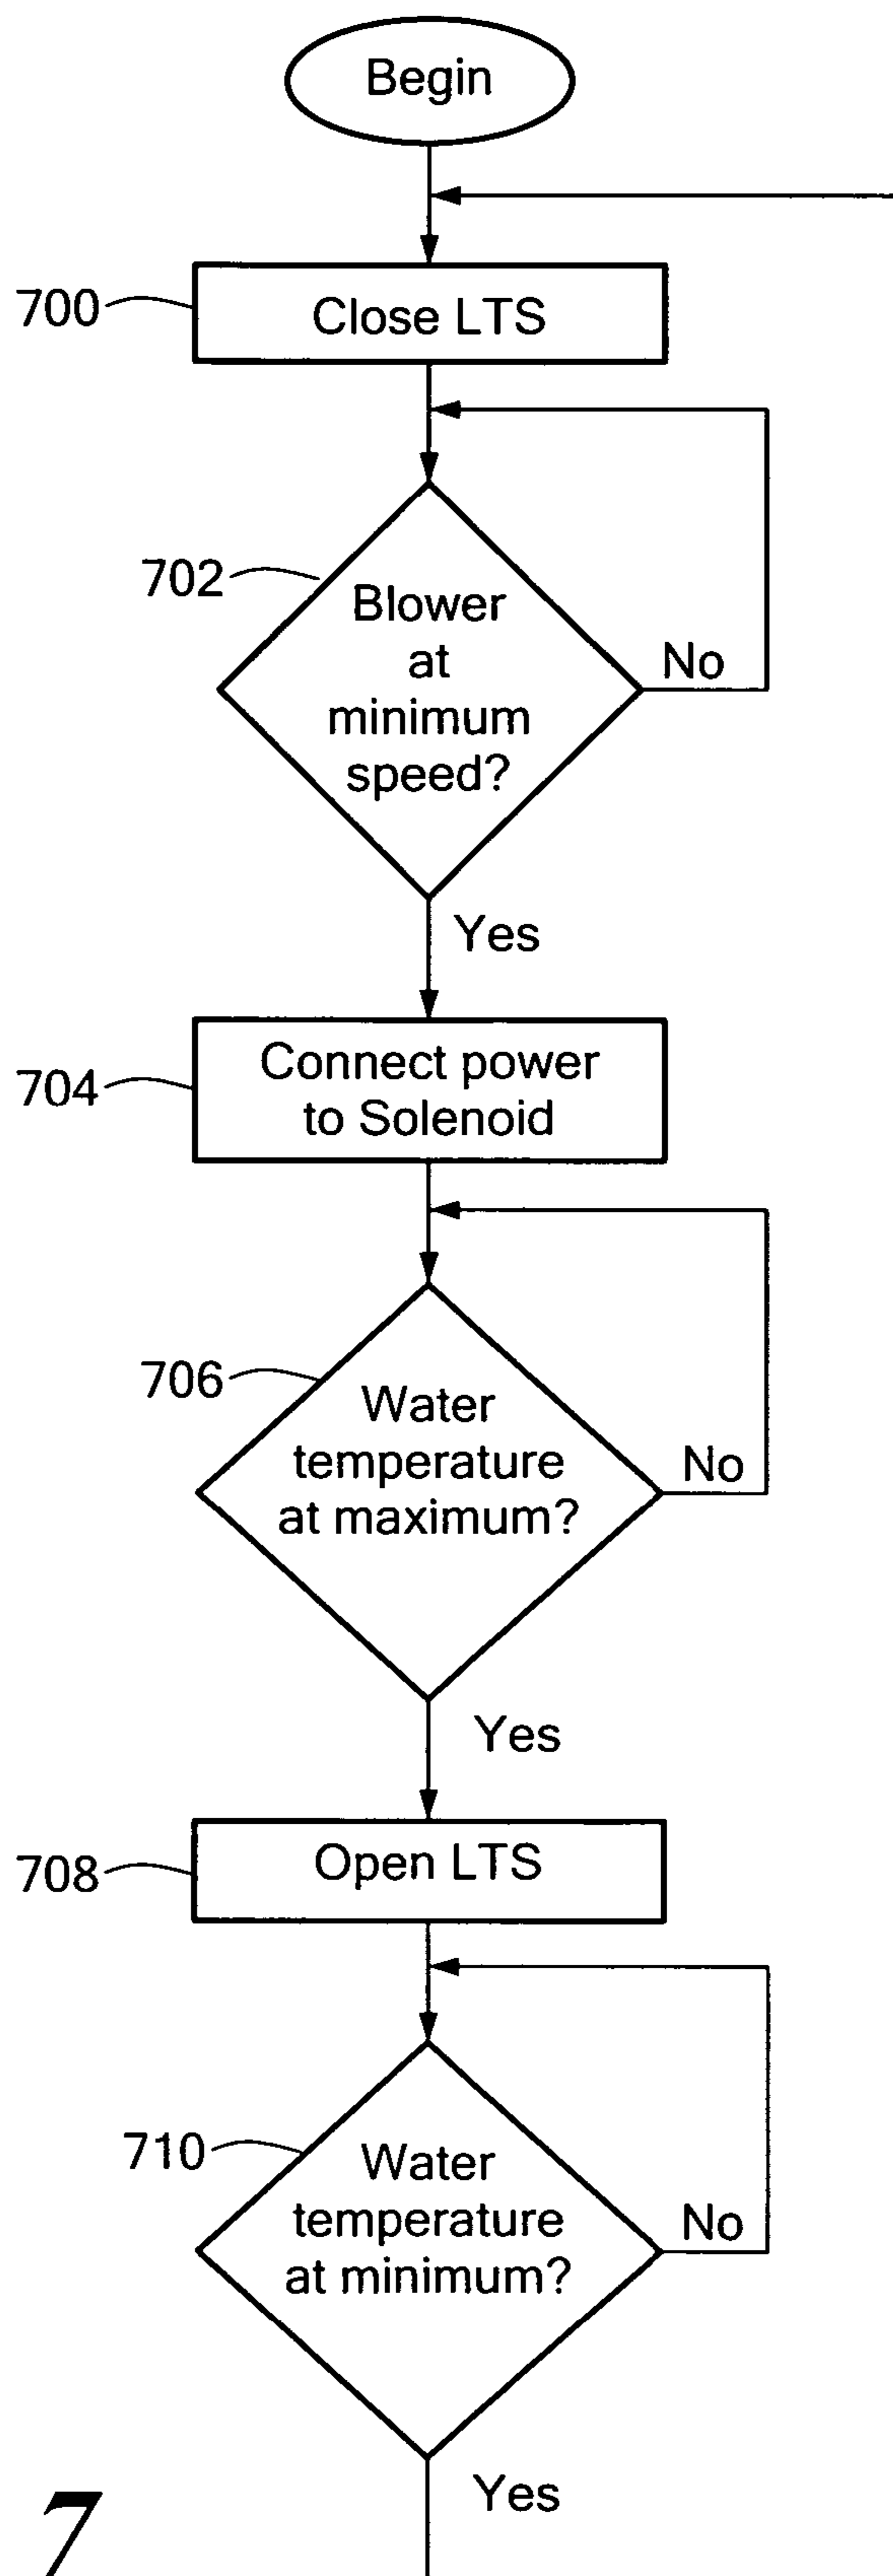 Begin
700
Close LTS
702
Blower
at
minimum
speed?
No
Yes
704
Connect power
to Solenoid
706
Water
temperature
at maximum?
No
Yes
708
Open LTS
710
Water
temperature
at minimum?
No
Yes
7